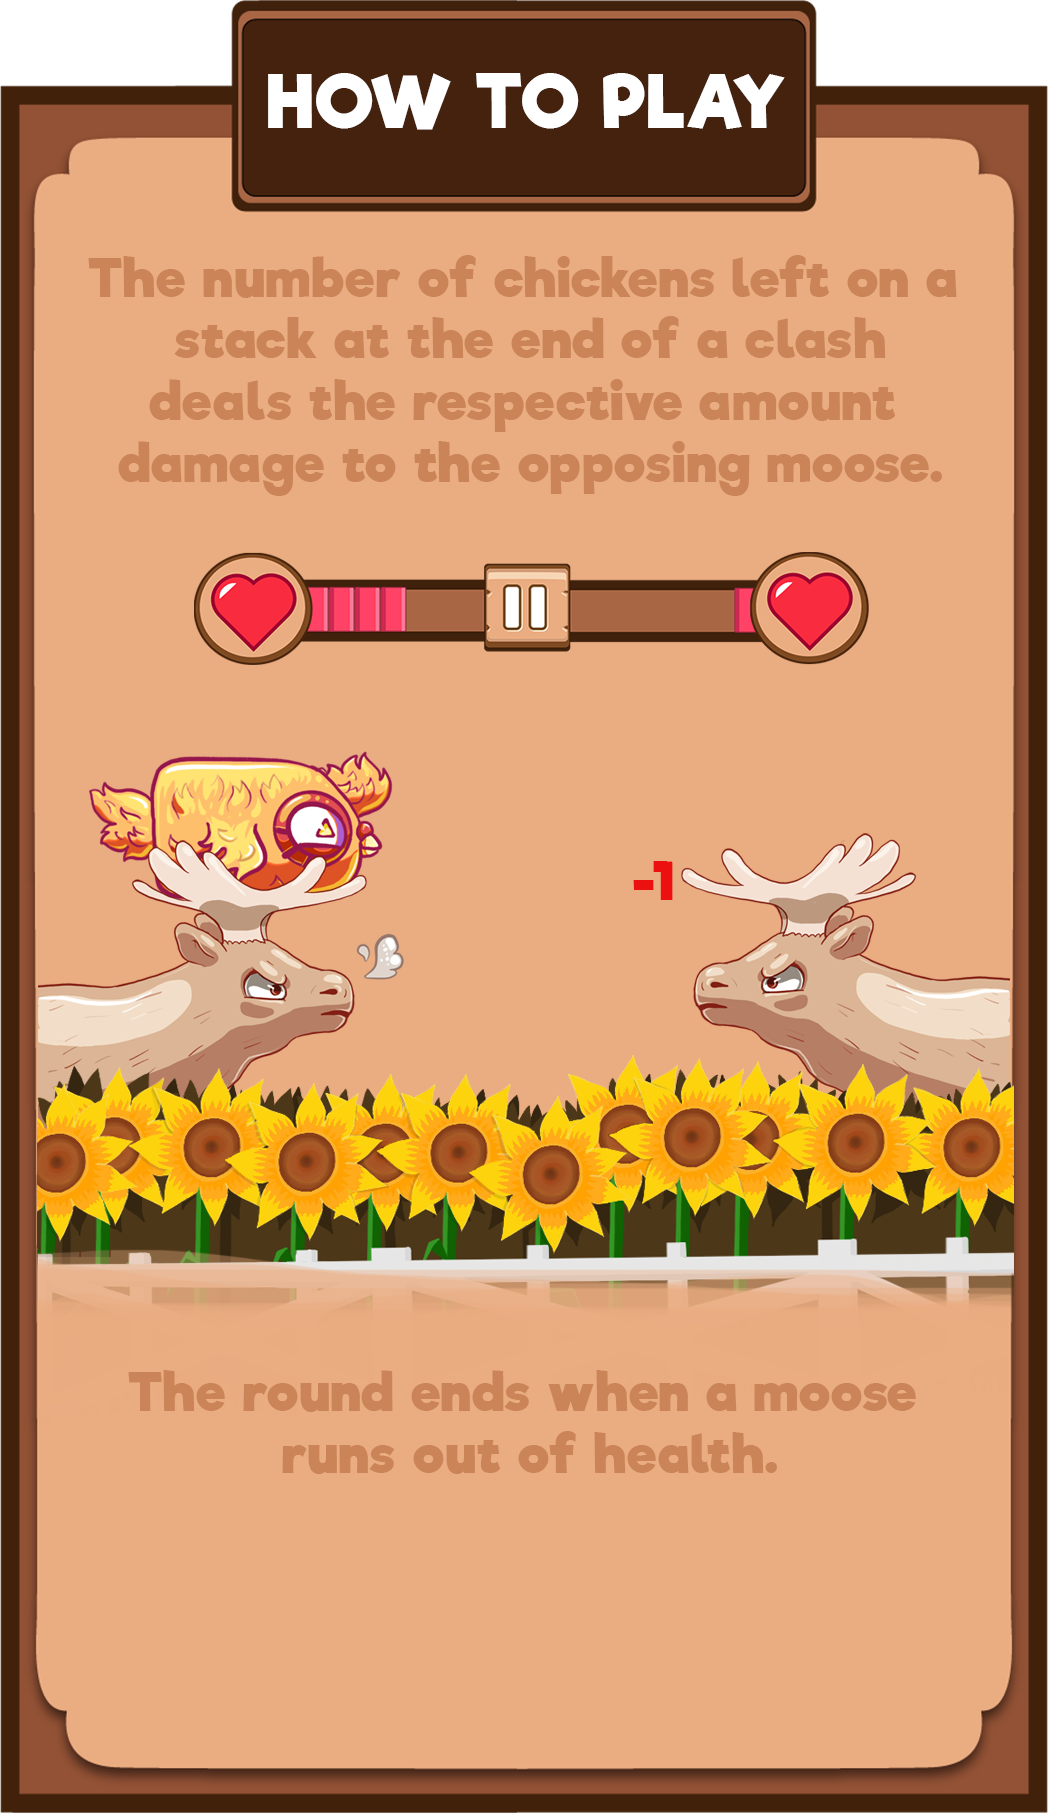 HOW TO PLAY
The number of chickens left on a
stack at the end of a clash
deals the respective amount
damage to the opposing moose.
-1
The round ends when a moose
runs out of health.